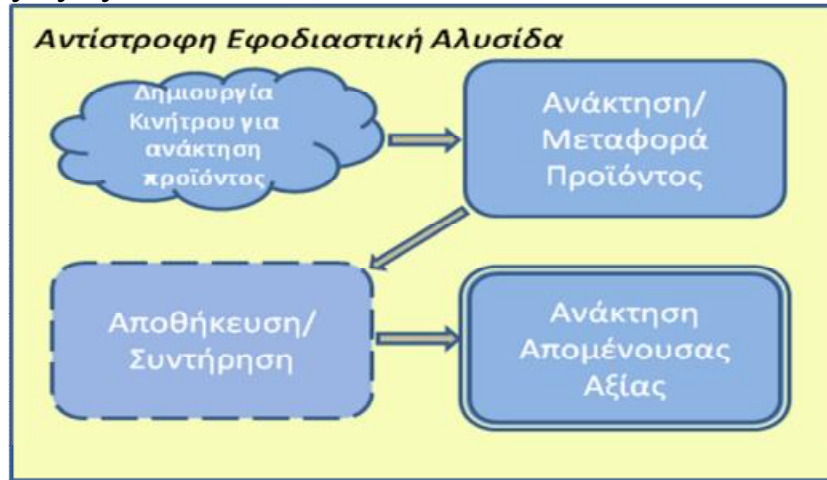 Αντίστροφη Εφοδιαστική Αλυσίδα
Δημιουργία
Κινήτρου για
ανάκτηση
προϊόντος
Ανάκτηση/
Μεταφορά
Προϊόντος
Αποθήκευση/
Συντήρηση
Ανάκτηση
Απομένουσας
Αξίας